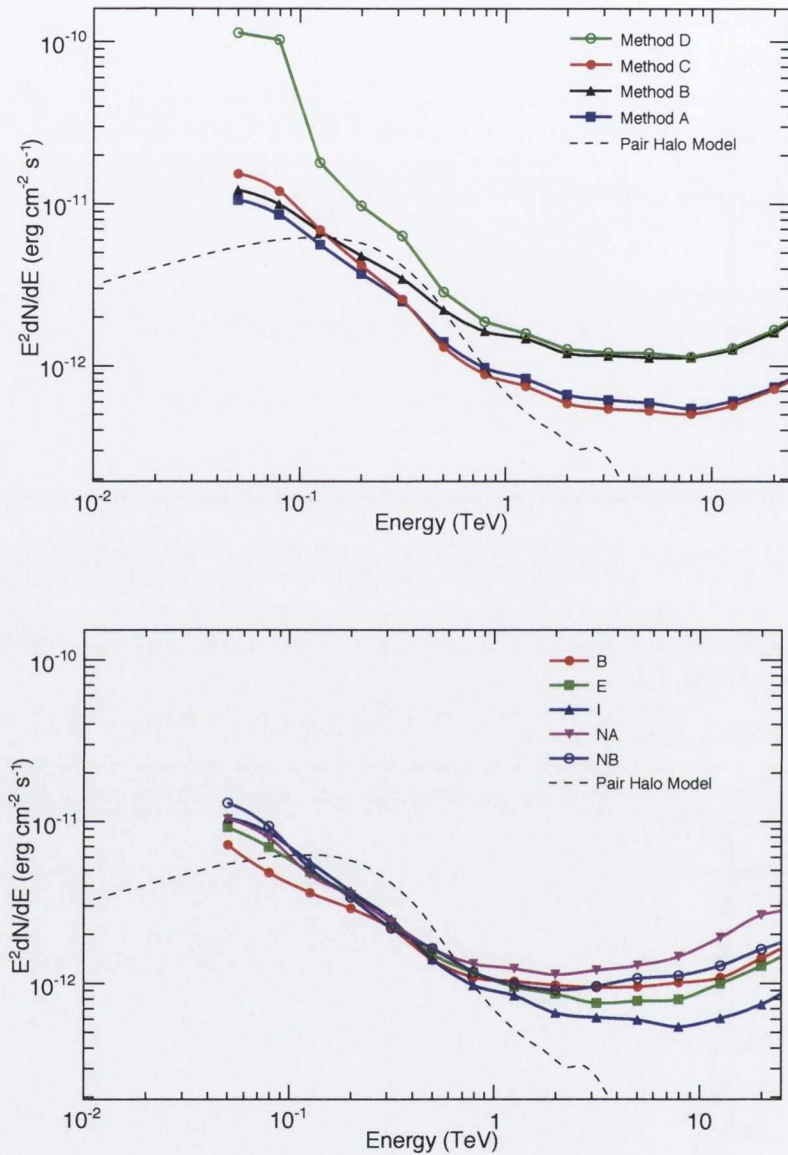 10⁻¹⁰
10⁻¹¹
10⁻¹²
E²dN/dE (erg cm⁻² s⁻¹)
Method D
Method C
Method B
Method A
Pair Halo Model
10⁻²
10⁻¹
1
10
Energy (TeV)
10⁻¹⁰
10⁻¹¹
10⁻¹²
E²dN/dE (erg cm⁻² s⁻¹)
B
E
I
NA
NB
Pair Halo Model
10⁻²
10⁻¹
1
10
Energy (TeV)